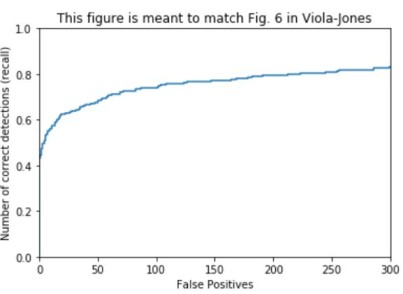 This figure is meant to match Fig. 6 in Viola-Jones
1.0
0.8
0.6
0.4
0.2
0.0
Number of correct detections (recall)
0 50 100 150 200 250 300
False Positives